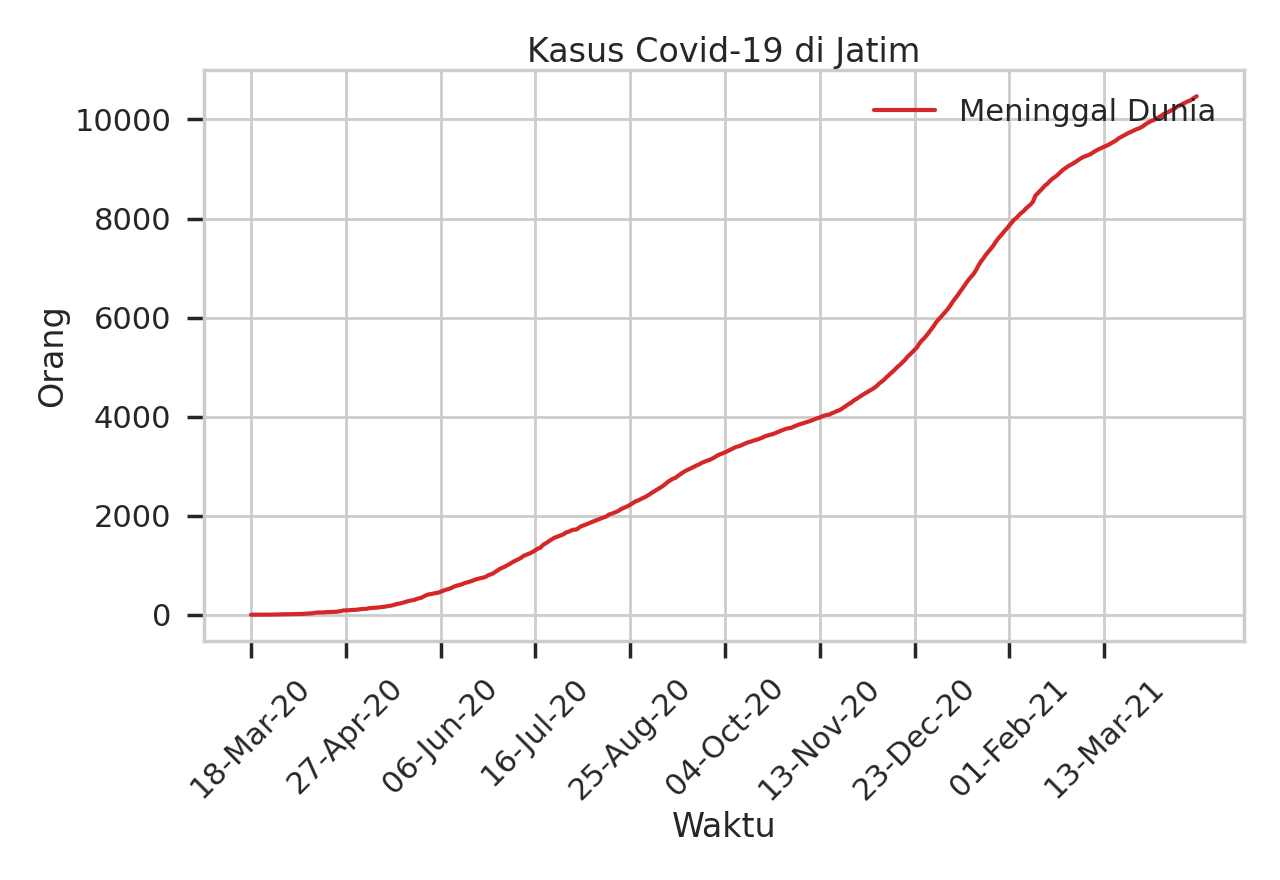 Kasus Covid-19 di Jatim
Meninggal Dunia
10000
8000
6000
4000
2000
0
Orang
18-Mar-20
27-Apr-20
06-Jun-20
16-Jul-20
25-Aug-20
04-Oct-20
13-Nov-20
23-Dec-20
01-Feb-21
13-Mar-21
Waktu